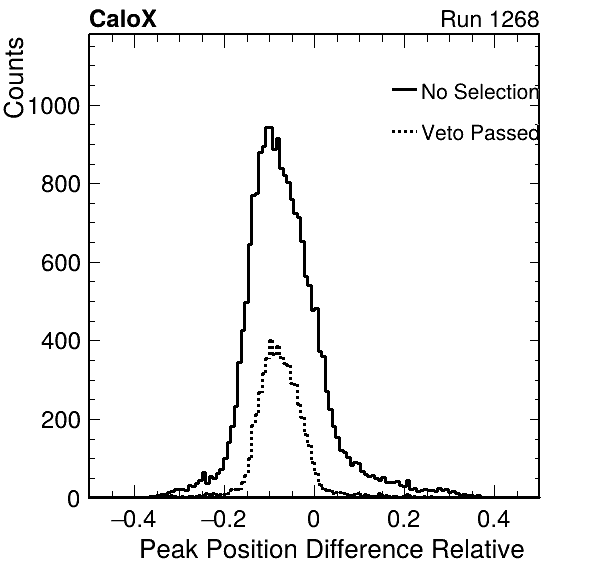 CaloX
Run 1268
Counts
No Selection
Veto Passed
1000
800
600
400
200
0
−0.4 −0.2 0 0.2 0.4
Peak Position Difference Relative